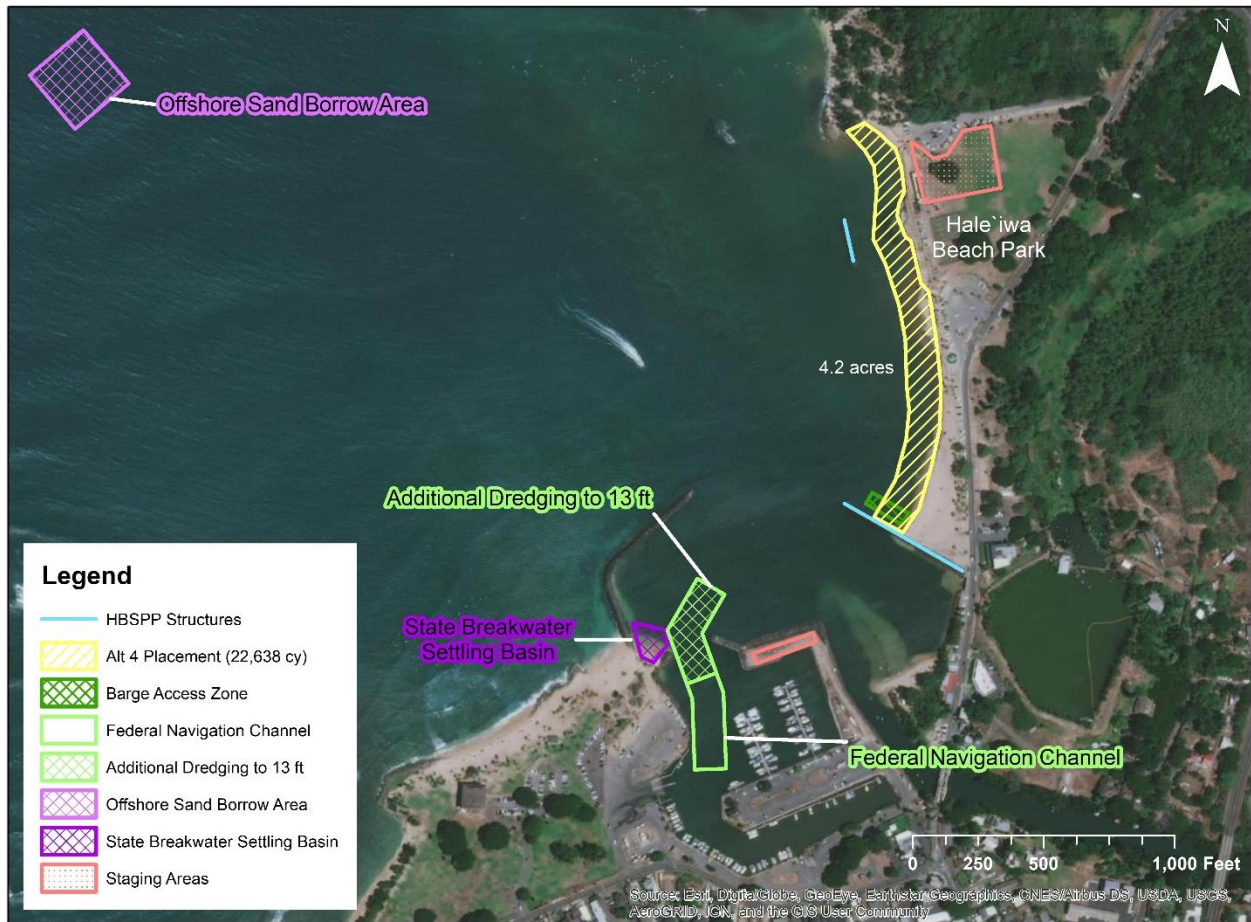 N
Offshore Sand Borrow Area
Hale`iwa
Beach Park
4.2 acres
Additional Dredging to 13 ft
State Breakwater
Settling Basin
Federal Navigation Channel
Legend
HBSPP Structures
Alt 4 Placement (22,638 cy)
Barge Access Zone
Federal Navigation Channel
Additional Dredging to 13 ft
Offshore Sand Borrow Area
State Breakwater Settling Basin
Staging Areas
0 250 500 1,000 Feet
Source: Esri, DigitalGlobe, GeoEye, Earthstar Geographics, CNES/Airbus DS, USDA, USGS,
AeroGRID, IGN, and the GIS User Community